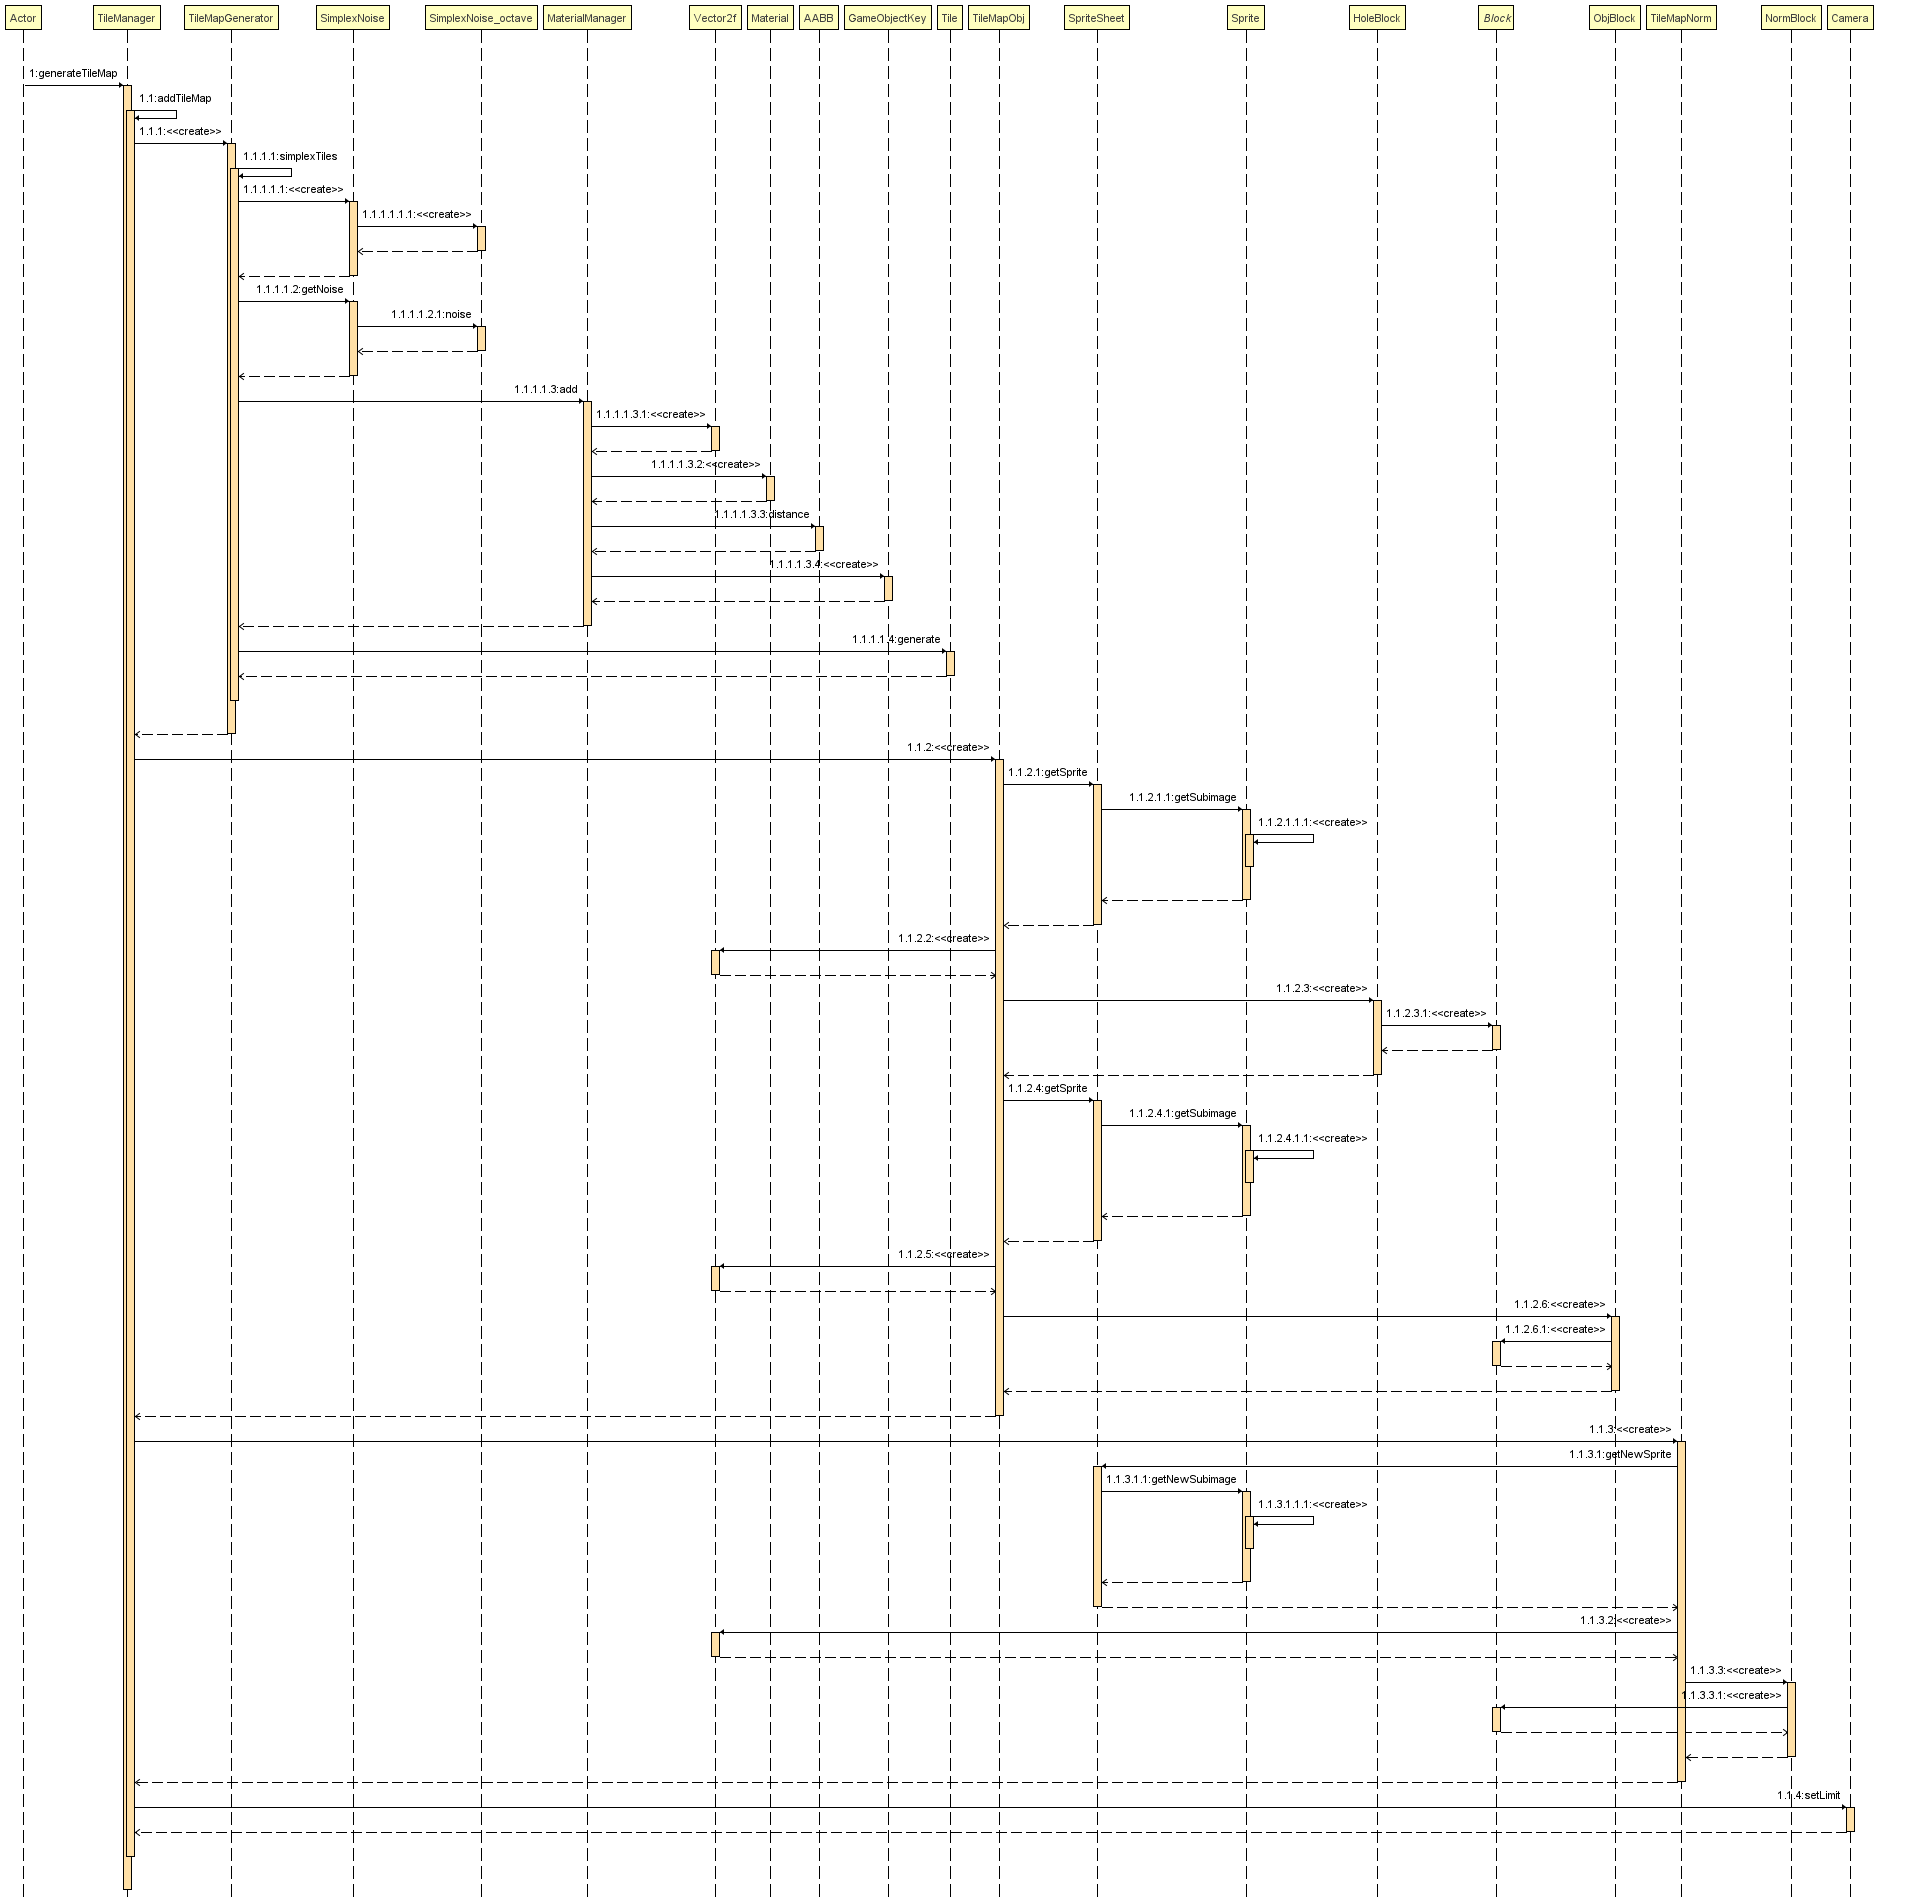 Actor TileManager TileMapGenerator SimplexNoise SimplexNoise_octave MaterialManager Vector2f Material AABB GameObjectKey Tile TileMapObj SpriteSheet Sprite HoleBlock Block ObjBlock TileMapNorm NormBlock Camera
1:generateTileMap
1.1:addTileMap
1.1.1:<<create>>
1.1.1.1:simplexTiles
1.1.1.1.1:<<create>>
1.1.1.1.1.1:<<create>>
1.1.1.1.2:getNoise
1.1.1.1.2.1:noise
1.1.1.1.3:add
1.1.1.1.3.1:<<create>>
1.1.1.1.3.2:<<create>>
1.1.1.1.3.3:distance
1.1.1.1.3.4:<<create>>
1.1.1.1.4:generate
1.1.2:<<create>>
1.1.2.1:getSprite
1.1.2.1.1:getSubimage
1.1.2.1.1.1:<<create>>
1.1.2.2:<<create>>
1.1.2.3:<<create>>
1.1.2.3.1:<<create>>
1.1.2.4:getSprite
1.1.2.4.1:getSubimage
1.1.2.4.1.1:<<create>>
1.1.2.5:<<create>>
1.1.2.6:<<create>>
1.1.2.6.1:<<create>>
1.1.3:<<create>>
1.1.3.1:getNewSprite
1.1.3.1.1:getNewSubimage
1.1.3.1.1.1:<<create>>
1.1.3.2:<<create>>
1.1.3.3:<<create>>
1.1.3.3.1:<<create>>
1.1.4:setLimit